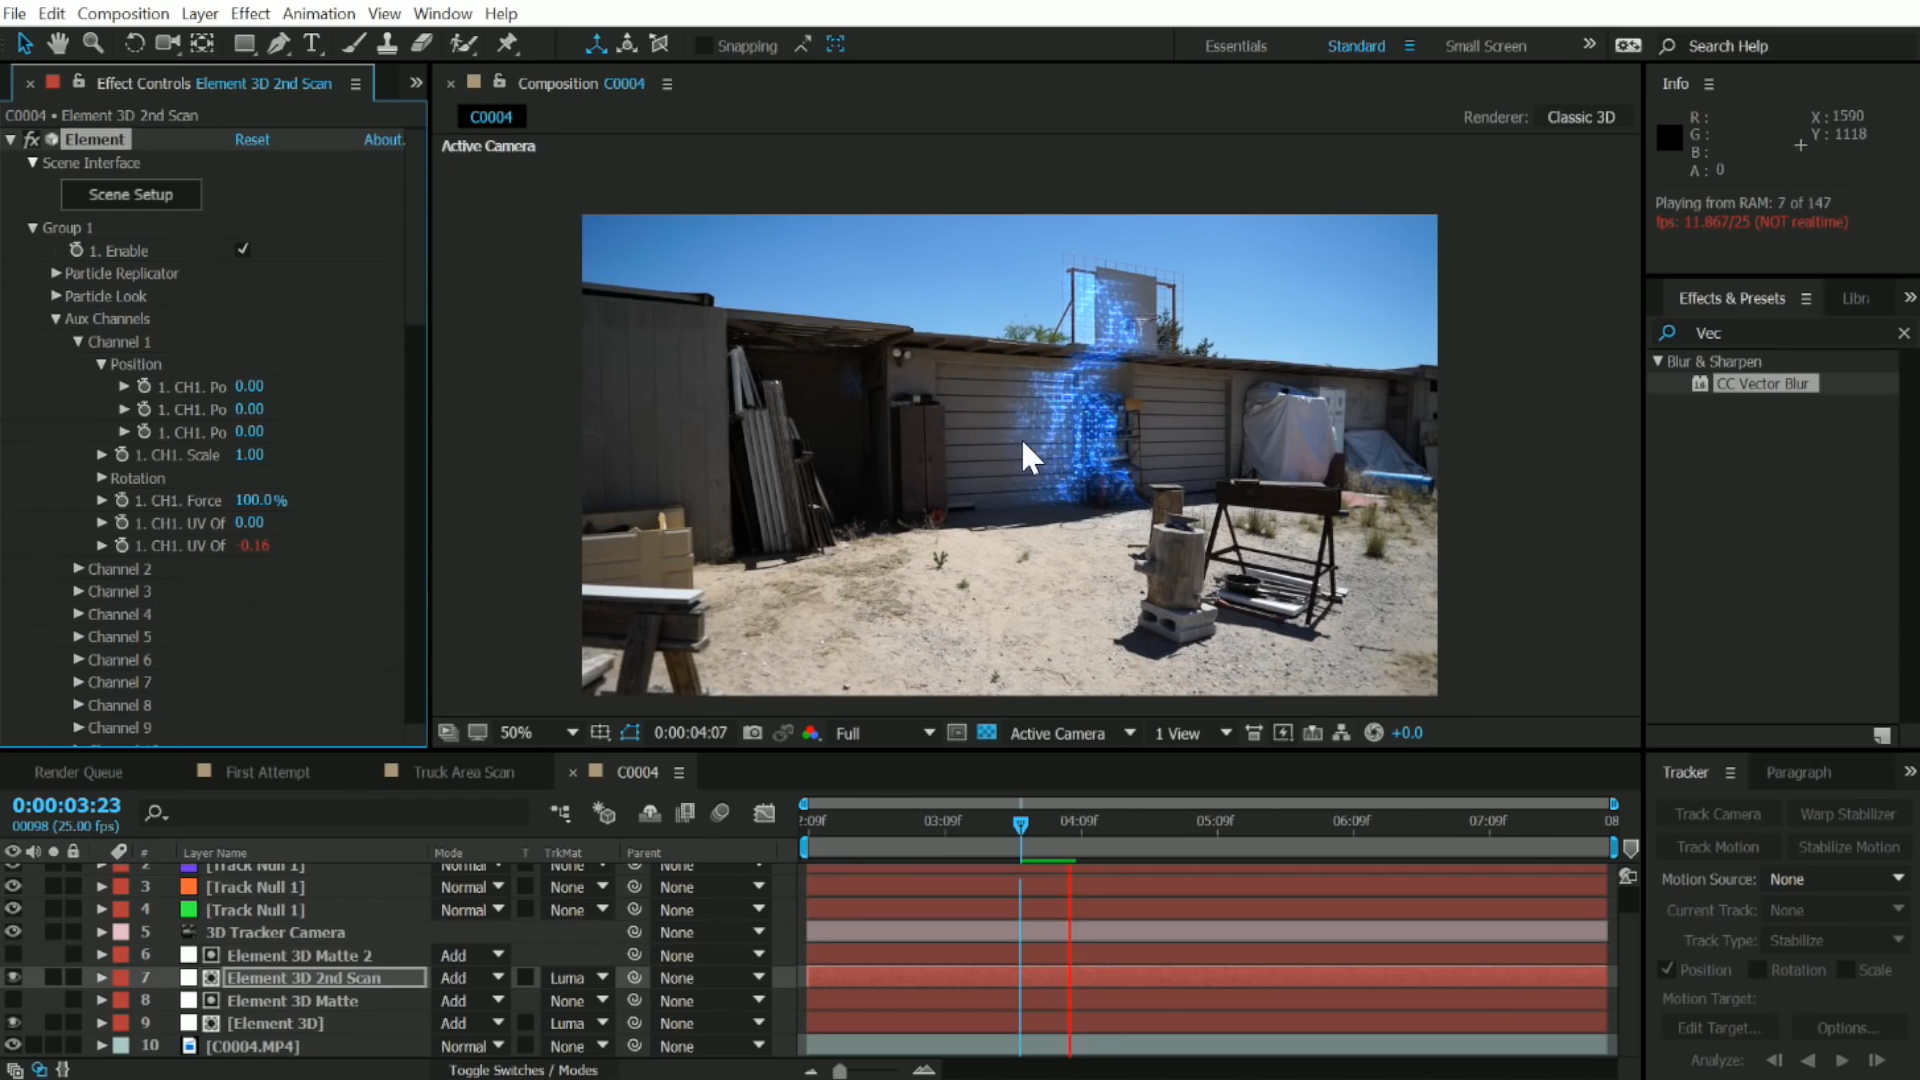 File Edit Composition Layer Effect Animation View Window Help
Snapping
Essentials Standard Small Screen Search Help
Effect Controls Element 3D 2nd Scan
C0004 • Element 3D 2nd Scan
fx Element Reset About.
Scene Interface
Scene Setup
Group 1
1. Enable
Particle Replicator
Particle Look
Aux Channels
Channel 1
Position
1. CH1. Po 0.00
1. CH1. Po 0.00
1. CH1. Po 0.00
1. CH1. Scale 1.00
Rotation
1. CH1. Force 100.0%
1. CH1. UV Of 0.00
1. CH1. UV Of -0.16
Channel 2
Channel 3
Channel 4
Channel 5
Channel 6
Channel 7
Channel 8
Channel 9
Composition C0004
C0004
Renderer: Classic 3D
Active Camera
50% 0:00:04:07 Full Active Camera 1 View +0.0
Info
R: X: 1590
G: Y: 1118
B:
A: 0
Playing from RAM: 7 of 147
fps: 11.867/25 (NOT realtime)
Effects & Presets Libr
Vec
Blur & Sharpen
CC Vector Blur
Render Queue First Attempt Truck Area Scan C0004
0:00:03:23
00098 (25.00 fps)
2:09f 03:09f 04:09f 05:09f 06:09f 07:09f 08
# Layer Name Mode T TrkMat Parent
2 [Track Null 1] Normal None None
3 [Track Null 1] Normal None None
4 [Track Null 1] Normal None None
5 3D Tracker Camera None
6 Element 3D Matte 2 Add None
7 Element 3D 2nd Scan Add Luma None
8 Element 3D Matte Add None None
9 [Element 3D] Add Luma None
10 [C0004.MP4] Normal None None
Toggle Switches / Modes
Tracker Paragraph
Track Camera Warp Stabilizer
Track Motion Stabilize Motion
Motion Source: None
Current Track: None
Track Type: Stabilize
Position Rotation Scale
Motion Target:
Edit Target... Options...
Analyze: